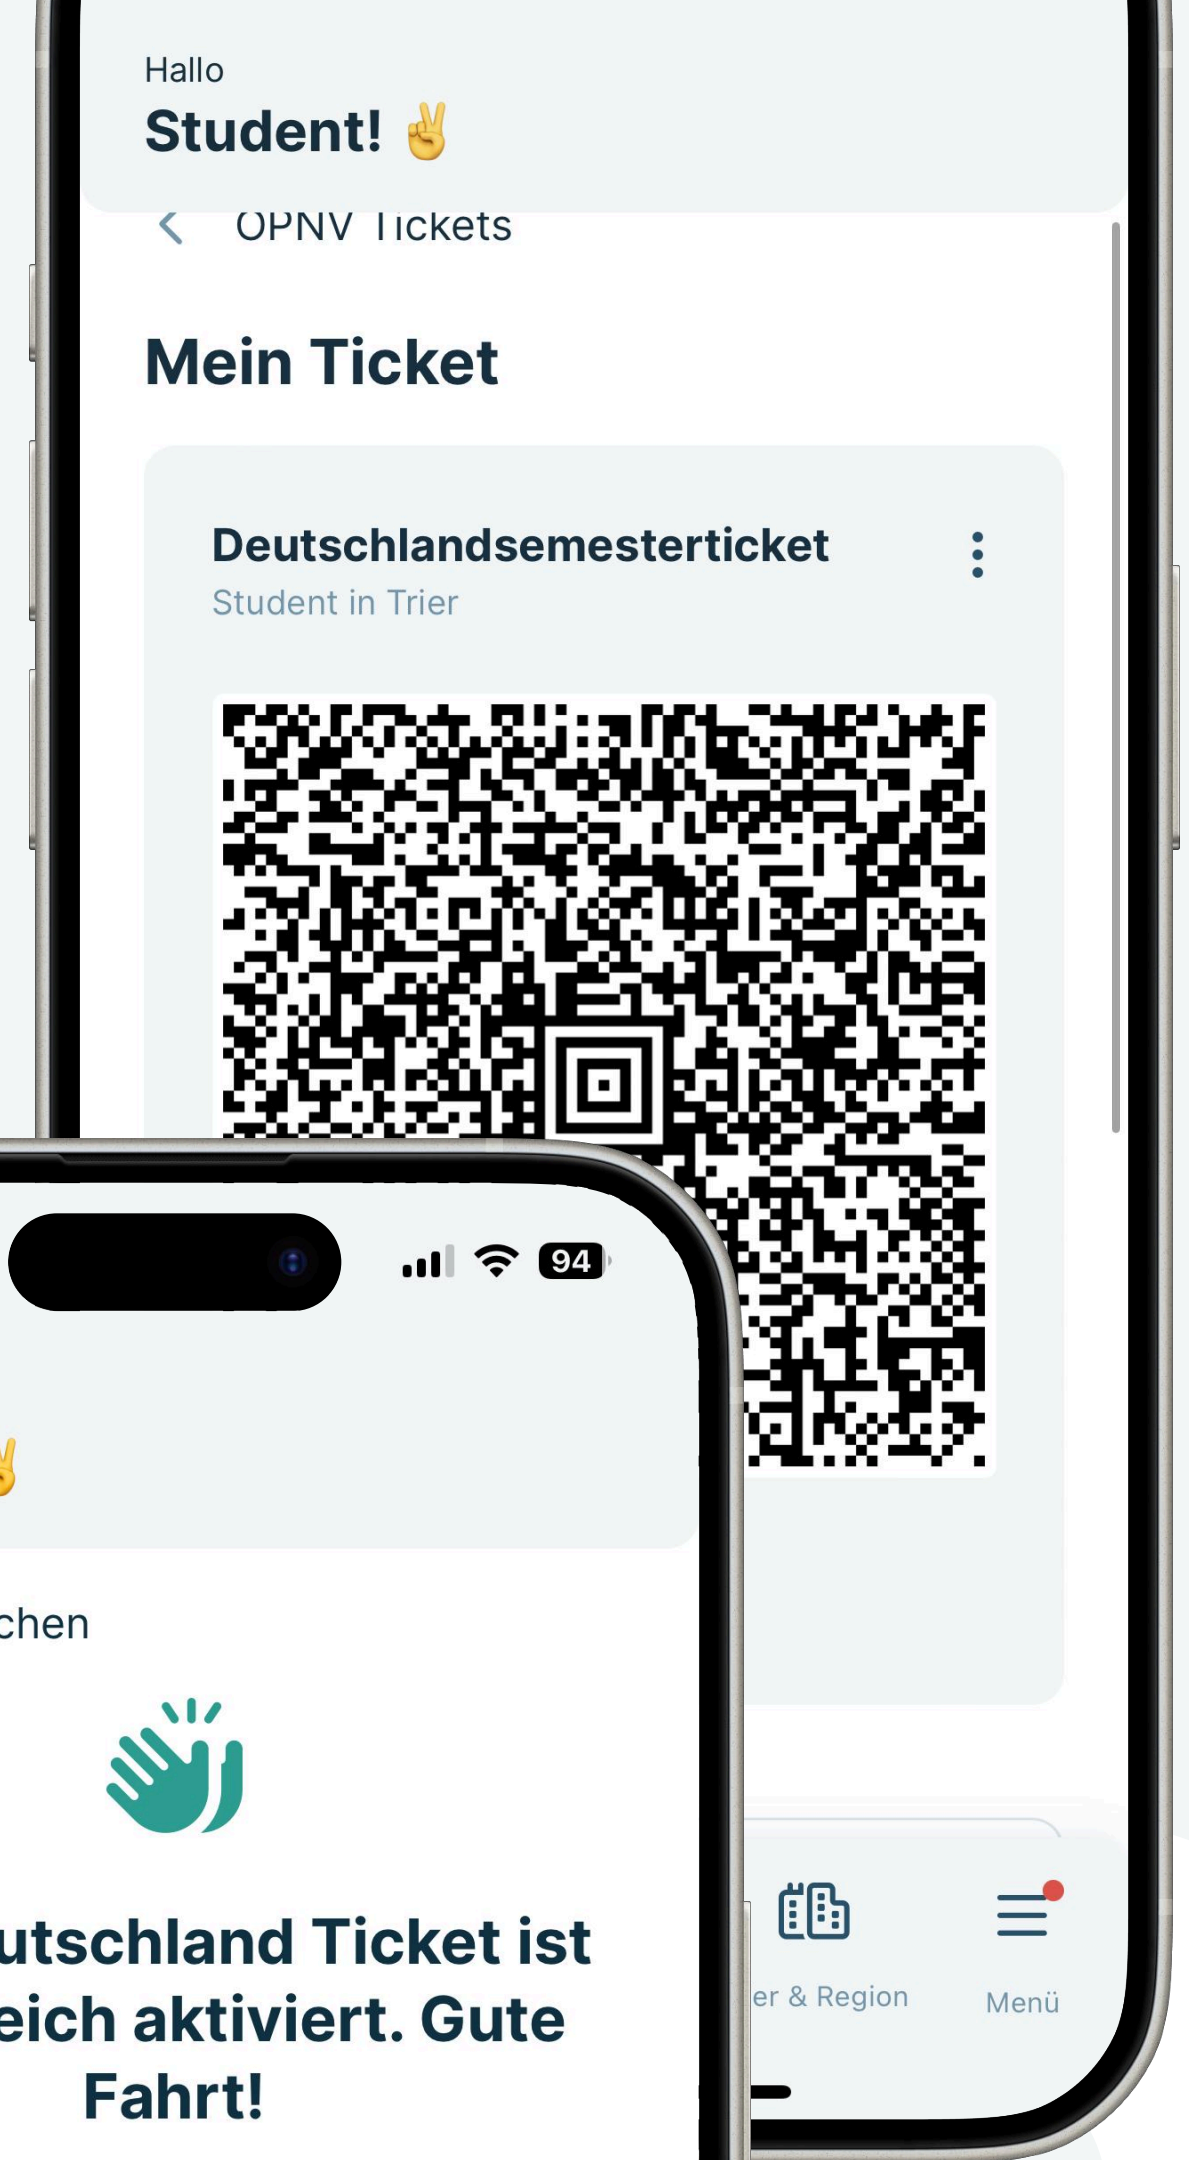 Hallo
Student! ✌️
ÖPNV Tickets
Mein Ticket
Deutschlandsemesterticket
Student in Trier
94
chen
utschland Ticket ist
eich aktiviert. Gute
Fahrt!
er & Region
Menü